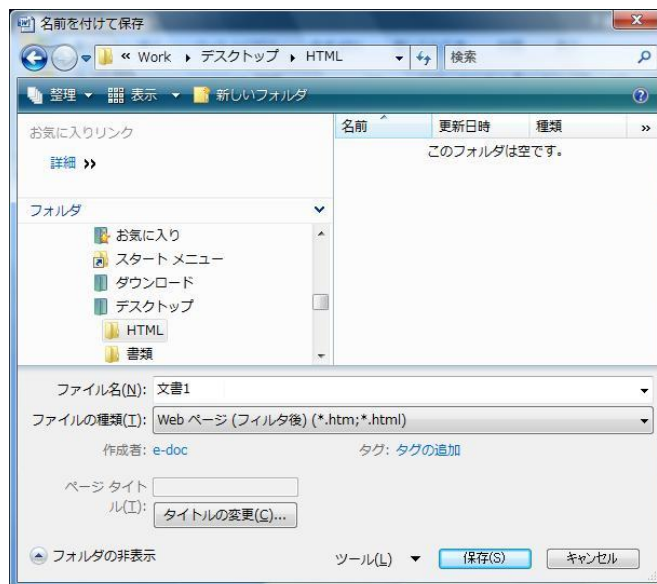 名前を付けて保存
« Work ▸ デスクトップ ▸ HTML
検索
整理 表示 新しいフォルダ
お気に入りリンク
詳細 »
フォルダ
お気に入り
スタート メニュー
ダウンロード
デスクトップ
HTML
書類
名前 更新日時 種類 »
このフォルダは空です。
ファイル名(N): 文書1
ファイルの種類(T): Web ページ (フィルタ後) (*.htm;*.html)
作成者: e-doc タグ: タグの追加
ページ タイト
ル(T):
タイトルの変更(C)...
フォルダの非表示 ツール(L) 保存(S) キャンセル